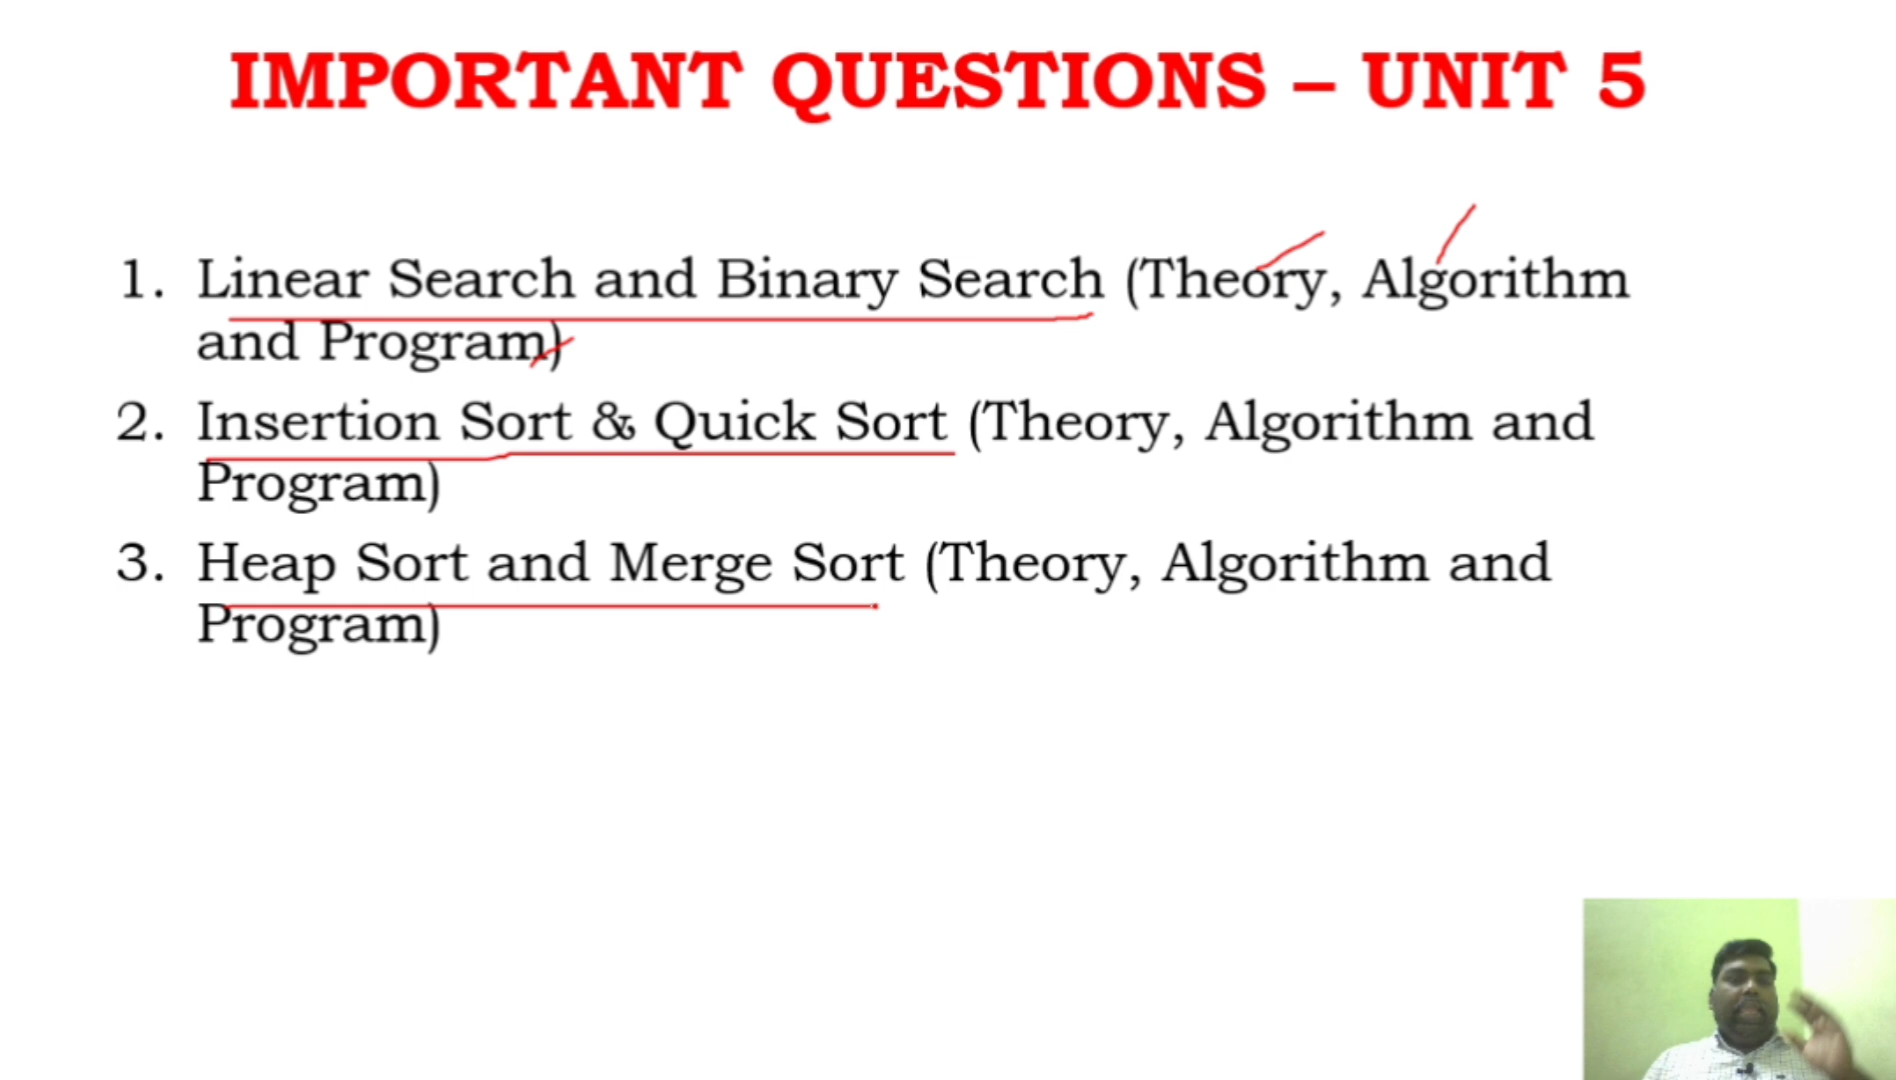 IMPORTANT QUESTIONS – UNIT 5
1. Linear Search and Binary Search (Theory, Algorithm
and Program)
2. Insertion Sort & Quick Sort (Theory, Algorithm and
Program)
3. Heap Sort and Merge Sort (Theory, Algorithm and
Program)